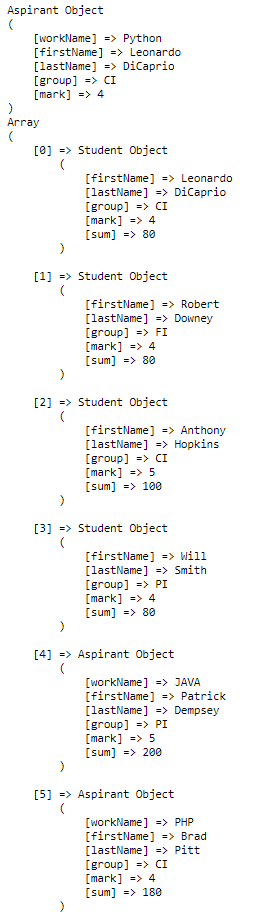 Aspirant Object
(
[workName] => Python
[firstName] => Leonardo
[lastName] => DiCaprio
[group] => CI
[mark] => 4
)
Array
(
[0] => Student Object
(
[firstName] => Leonardo
[lastName] => DiCaprio
[group] => CI
[mark] => 4
[sum] => 80
)
[1] => Student Object
(
[firstName] => Robert
[lastName] => Downey
[group] => FI
[mark] => 4
[sum] => 80
)
[2] => Student Object
(
[firstName] => Anthony
[lastName] => Hopkins
[group] => CI
[mark] => 5
[sum] => 100
)
[3] => Student Object
(
[firstName] => Will
[lastName] => Smith
[group] => PI
[mark] => 4
[sum] => 80
)
[4] => Aspirant Object
(
[workName] => JAVA
[firstName] => Patrick
[lastName] => Dempsey
[group] => PI
[mark] => 5
[sum] => 200
)
[5] => Aspirant Object
(
[workName] => PHP
[firstName] => Brad
[lastName] => Pitt
[group] => CI
[mark] => 4
[sum] => 180
)